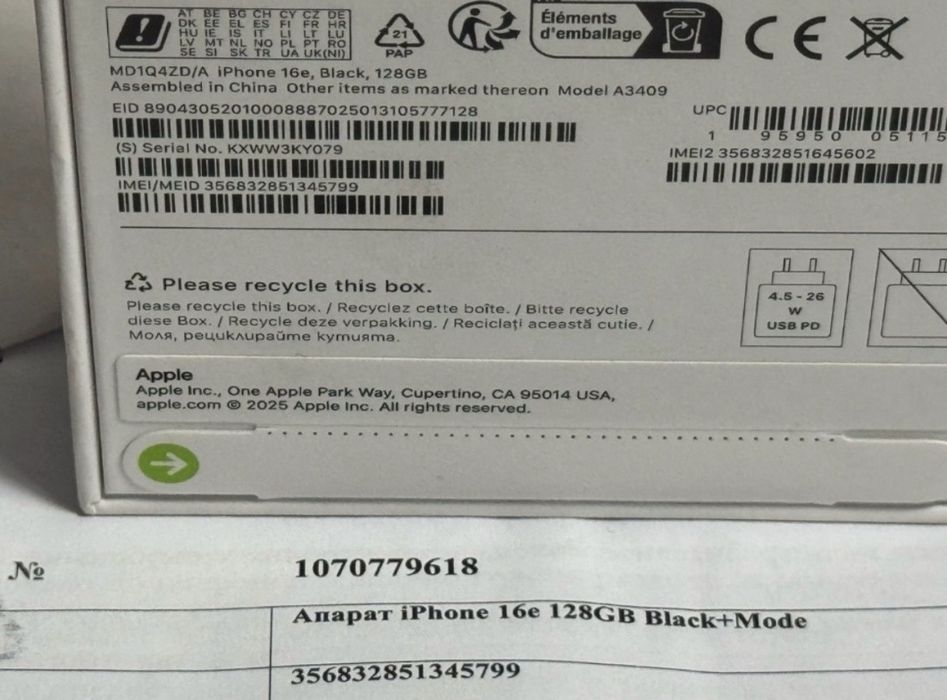 AT BE BG CH CY CZ DE
DK EE EL ES FI FR HR
HU IE IS IT LI LT LU
LV MT NL NO PL PT RO
SE SI SK TR UA UK(NI)
21
PAP
Éléments
d'emballage
MD1Q4ZD/A iPhone 16e, Black, 128GB
Assembled in China Other items as marked thereon Model A3409
EID 89043052010008887025013105777128
UPC
1 95950 05115
(S) Serial No. KXWW3KY079
IMEI2 356832851645602
IMEI/MEID 356832851345799
Please recycle this box.
Please recycle this box. / Recyclez cette boîte. / Bitte recycle
diese Box. / Recycle deze verpakking. / Reciclați această cutie. /
Моля, рециклирайте кутията.
4.5 - 26
W
USB PD
Apple
Apple Inc., One Apple Park Way, Cupertino, CA 95014 USA,
apple.com © 2025 Apple Inc. All rights reserved.
№ 1070779618
Апарат iPhone 16e 128GB Black+Mode
356832851345799